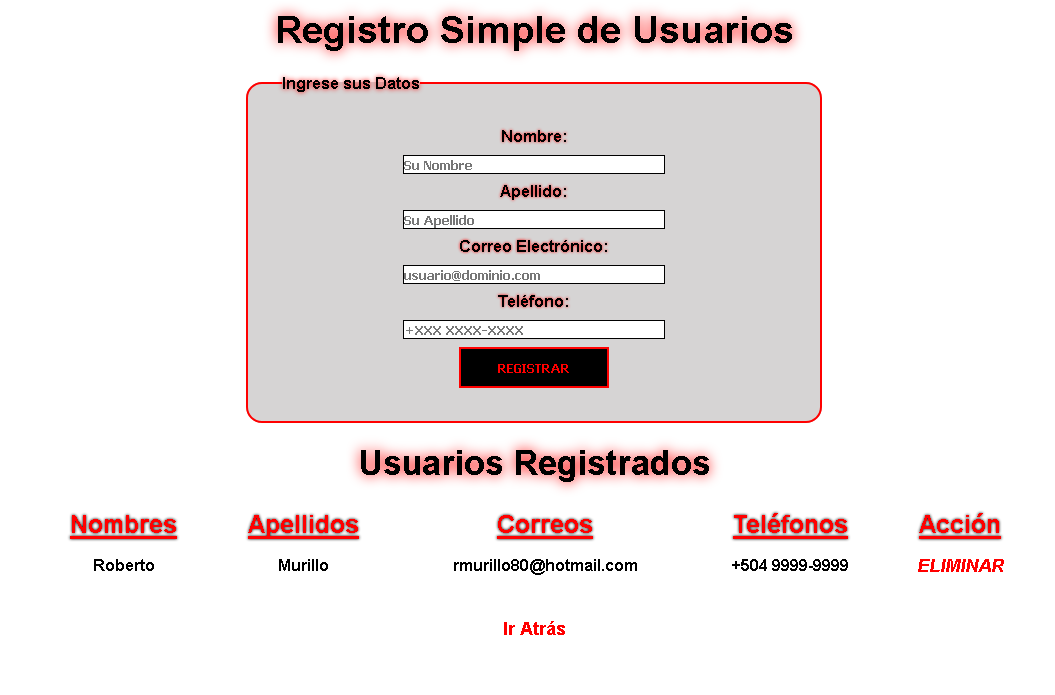 Registro Simple de Usuarios
Ingrese sus Datos
Nombre:
Su Nombre
Apellido:
Su Apellido
Correo Electrónico:
usuario@dominio.com
Teléfono:
+XXX XXXX-XXXX
REGISTRAR
Usuarios Registrados
Nombres Apellidos Correos Teléfonos Acción
Roberto Murillo rmurillo80@hotmail.com +504 9999-9999 ELIMINAR
Ir Atrás